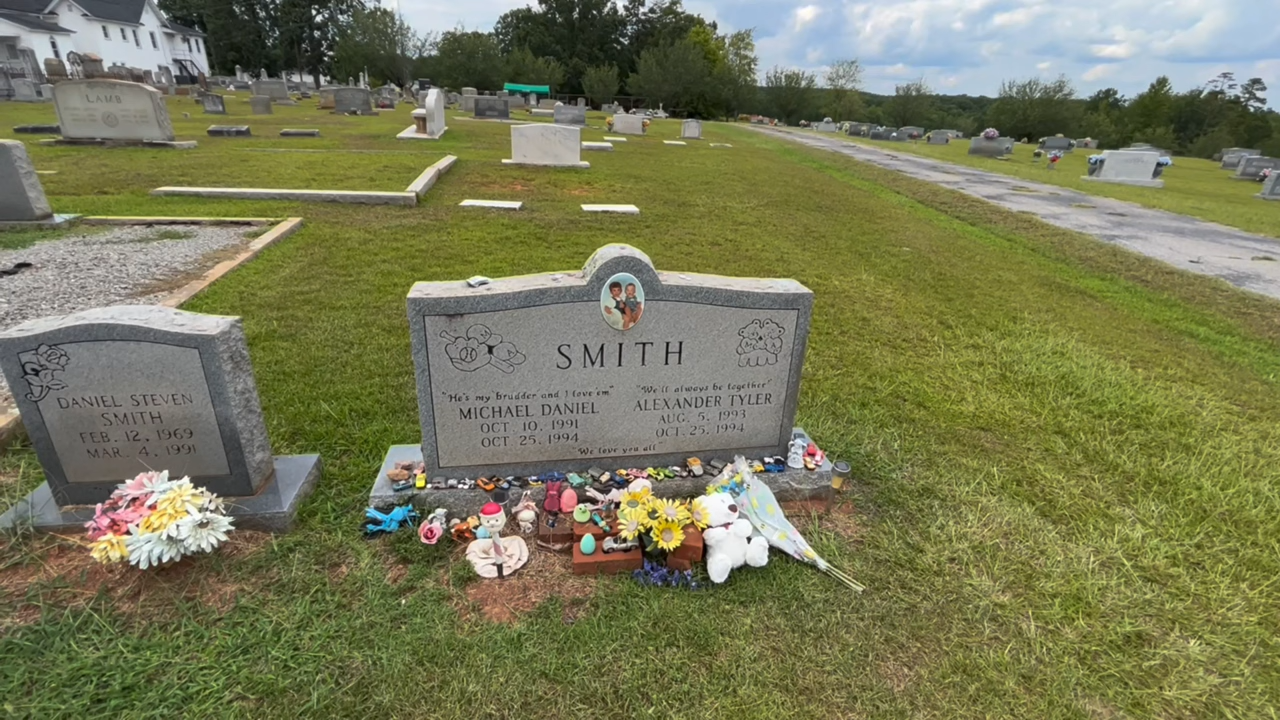 LAMB
DANIEL STEVEN
SMITH
FEB. 12, 1969
MAR. 4, 1991
SMITH
"He's my brudder and I love 'em"
MICHAEL DANIEL
OCT. 10, 1991
OCT. 25, 1994
"We'll always be together"
ALEXANDER TYLER
AUG. 5, 1993
OCT. 25, 1994
"We love you all"